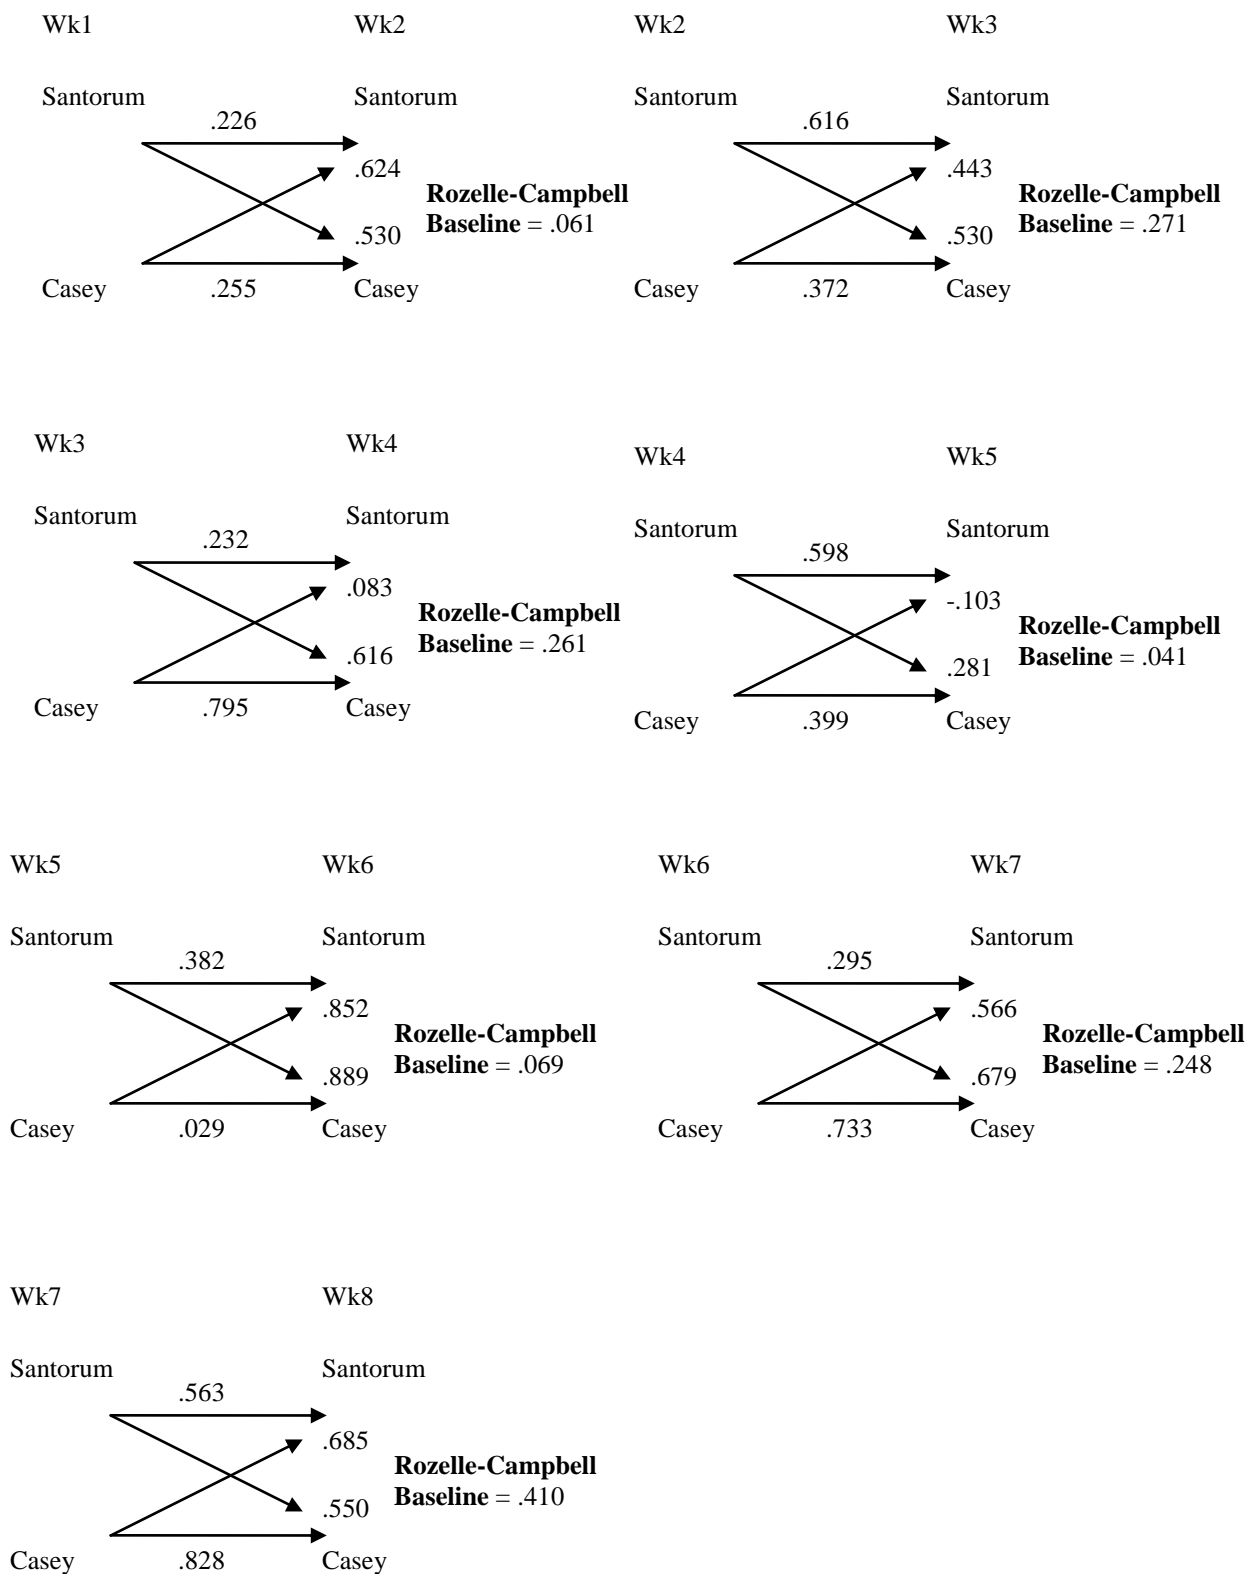 Wk1 Wk2
Santorum Santorum
.226
.624
Rozelle-Campbell
Baseline = .061
.530
Casey .255 Casey
Wk2 Wk3
Santorum Santorum
.616
.443
Rozelle-Campbell
Baseline = .271
.530
Casey .372 Casey
Wk3 Wk4
Santorum Santorum
.232
.083
Rozelle-Campbell
Baseline = .261
.616
Casey .795 Casey
Wk4 Wk5
Santorum Santorum
.598
-.103
Rozelle-Campbell
Baseline = .041
.281
Casey .399 Casey
Wk5 Wk6
Santorum Santorum
.382
.852
Rozelle-Campbell
Baseline = .069
.889
Casey .029 Casey
Wk6 Wk7
Santorum Santorum
.295
.566
Rozelle-Campbell
Baseline = .248
.679
Casey .733 Casey
Wk7 Wk8
Santorum Santorum
.563
.685
Rozelle-Campbell
Baseline = .410
.550
Casey .828 Casey